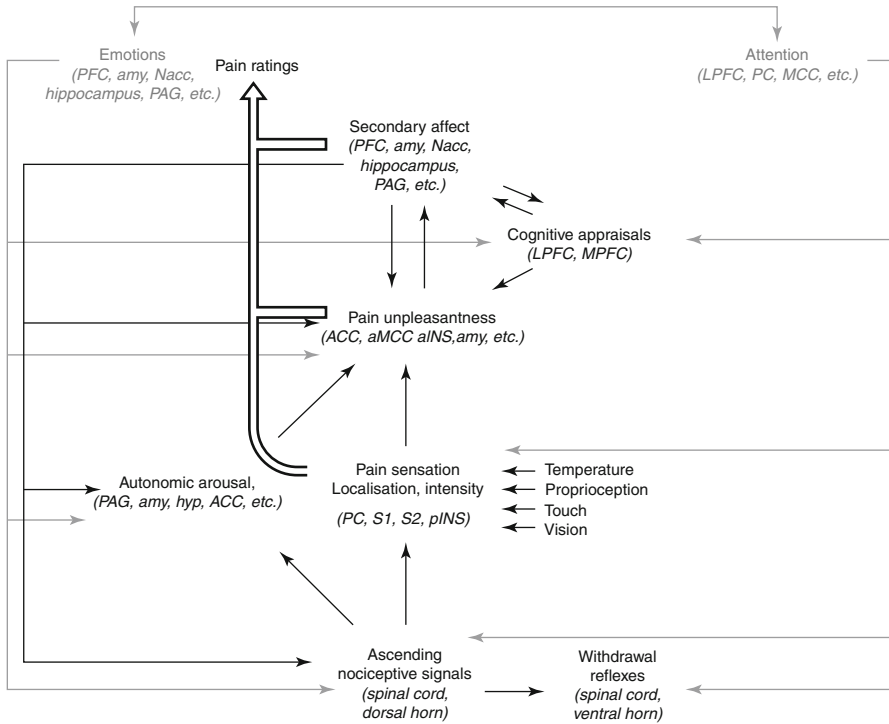 Emotions
(PFC, amy, Nacc,
hippocampus, PAG, etc.)
Pain ratings
Attention
(LPFC, PC, MCC, etc.)
Secondary affect
(PFC, amy, Nacc,
hippocampus,
PAG, etc.)
Cognitive appraisals
(LPFC, MPFC)
Pain unpleasantness
(ACC, aMCC aINS,amy, etc.)
Autonomic arousal,
(PAG, amy, hyp, ACC, etc.)
Pain sensation
Localisation, intensity
(PC, S1, S2, pINS)
Temperature
Proprioception
Touch
Vision
Ascending
nociceptive signals
(spinal cord,
dorsal horn)
Withdrawal
reflexes
(spinal cord,
ventral horn)